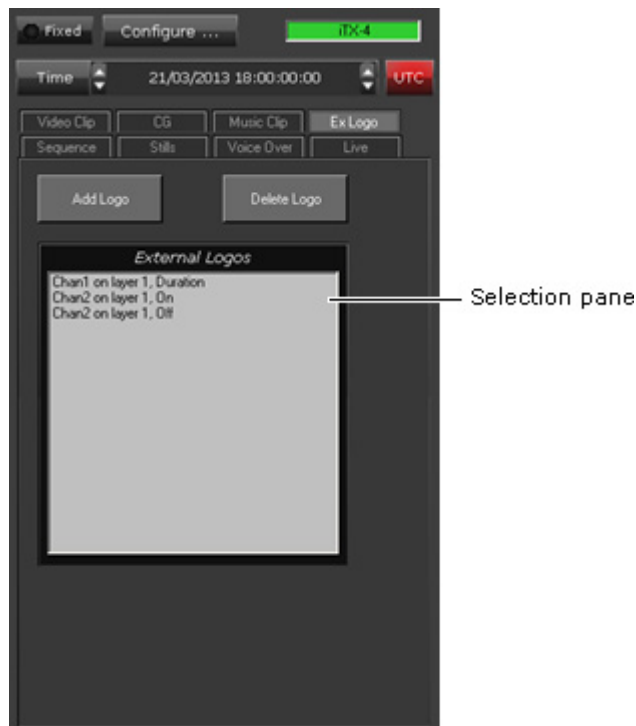 Fixed Configure ... iTX-4
Time 21/03/2013 18:00:00:00 UTC
Video Clip CG Music Clip Ex Logo
Sequence Stills Voice Over Live
Add Logo Delete Logo
External Logos
Chan1 on layer 1, Duration
Chan2 on layer 1, On
Chan2 on layer 1, Off
Selection pane